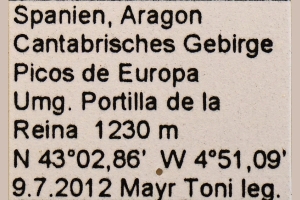 Spanien, Aragon
Cantabrisches Gebirge
Picos de Europa
Umg. Portilla de la
Reina 1230 m
N 43°02,86' W 4°51,09'
9.7.2012 Mayr Toni leg.